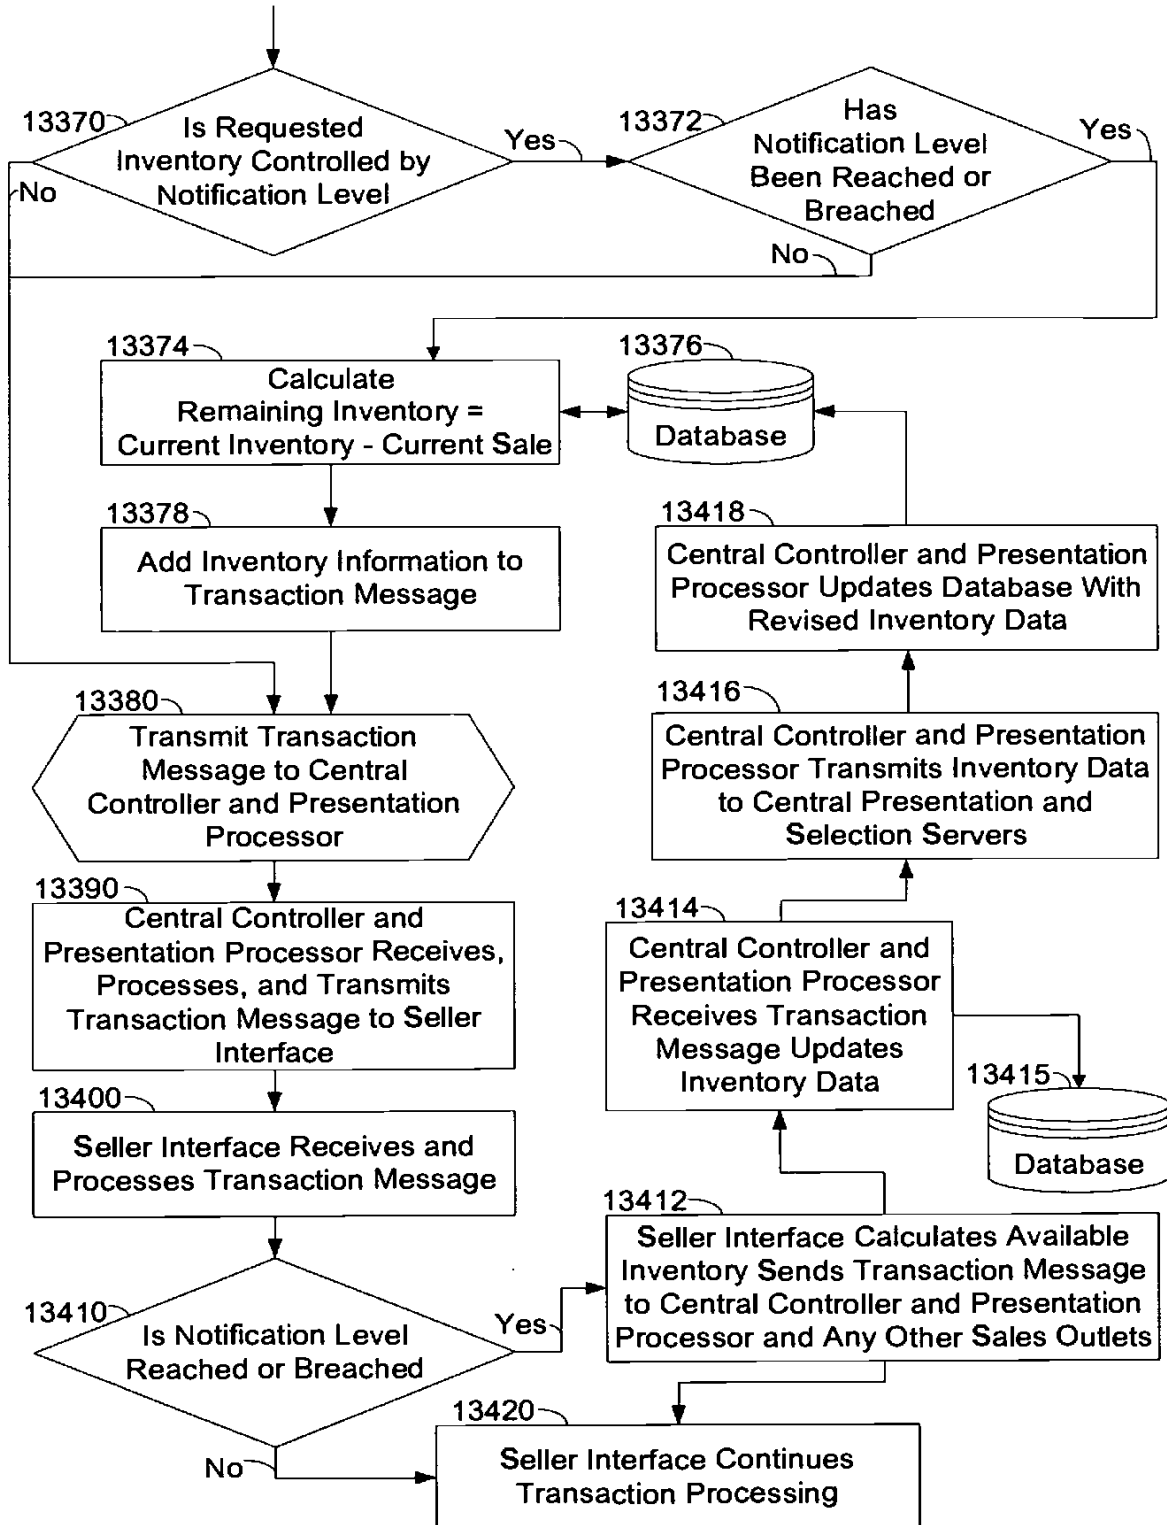 13370
Is Requested
Inventory Controlled by
Notification Level
Yes
No
13372
Has
Notification Level
Been Reached or
Breached
Yes
No
13374
Calculate
Remaining Inventory =
Current Inventory - Current Sale
13376
Database
13378
Add Inventory Information to
Transaction Message
13418
Central Controller and Presentation
Processor Updates Database With
Revised Inventory Data
13380
Transmit Transaction
Message to Central
Controller and Presentation
Processor
13416
Central Controller and Presentation
Processor Transmits Inventory Data
to Central Presentation and
Selection Servers
13390
Central Controller and
Presentation Processor Receives,
Processes, and Transmits
Transaction Message to Seller
Interface
13414
Central Controller and
Presentation Processor
Receives Transaction
Message Updates
Inventory Data
13415
Database
13400
Seller Interface Receives and
Processes Transaction Message
13412
Seller Interface Calculates Available
Inventory Sends Transaction Message
to Central Controller and Presentation
Processor and Any Other Sales Outlets
13410
Is Notification Level
Reached or Breached
Yes
No
13420
Seller Interface Continues
Transaction Processing